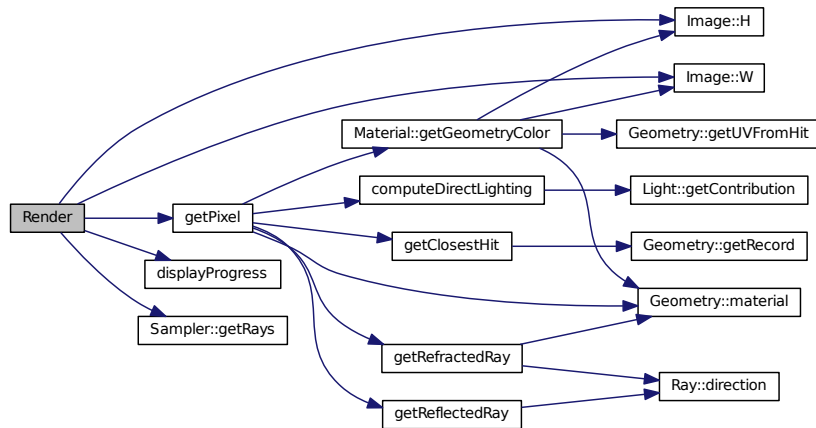 Image::H
Image::W
Material::getGeometryColor
Geometry::getUVFromHit
computeDirectLighting
Light::getContribution
Render
getPixel
getClosestHit
Geometry::getRecord
displayProgress
Geometry::material
Sampler::getRays
getRefractedRay
Ray::direction
getReflectedRay